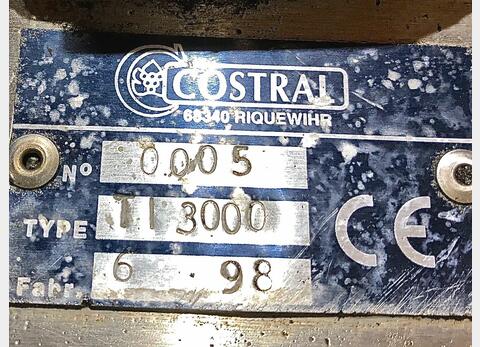 COSTRAL
68340 RIQUEWIHR
No 0005
TYPE TI 3000
Fabr. 6 98
CE